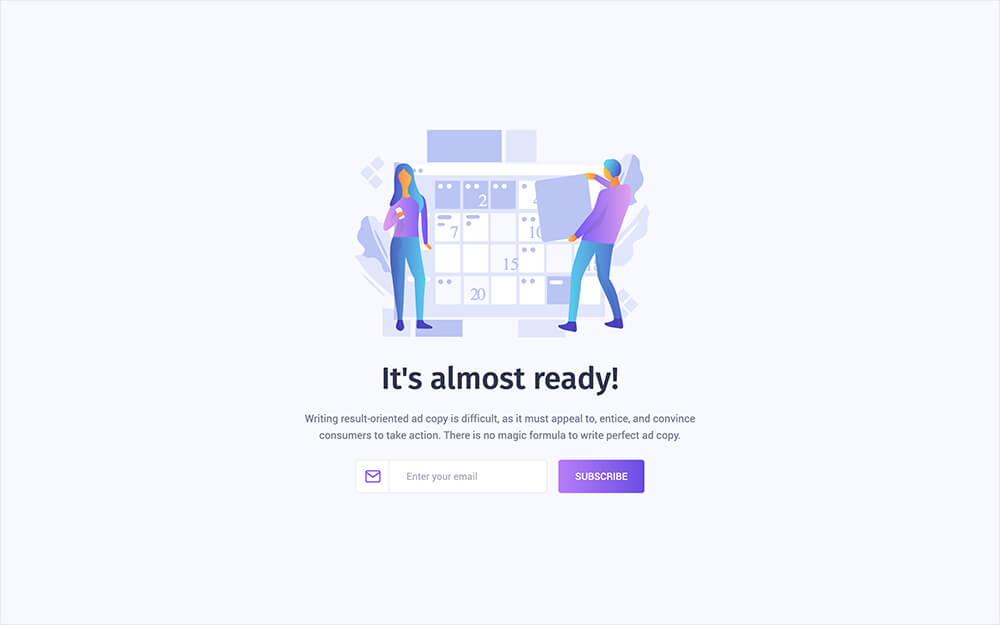 2
7
10
15
20
It's almost ready!
Writing result-oriented ad copy is difficult, as it must appeal to, entice, and convince
consumers to take action. There is no magic formula to write perfect ad copy.
Enter your email
SUBSCRIBE